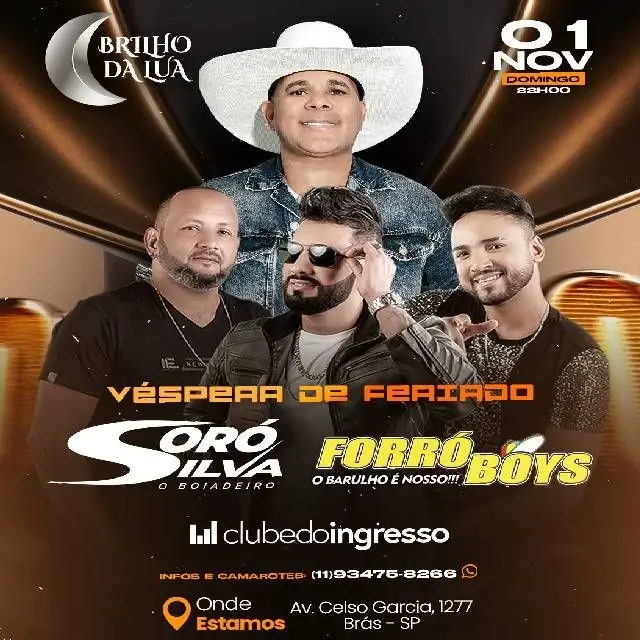 BRILHO
DA LUA
01
NOV
DOMINGO
22H00
VÉSPERA DE FERIADO
SORÓ
SILVA
O BOIADEIRO
FORRÓ
BOYS
O BARULHO É NOSSO!!!
clubedoingresso
INFOS E CAMAROTES: (11)93475-8266
Onde
Estamos
Av. Celso Garcia, 1277
Brás - SP